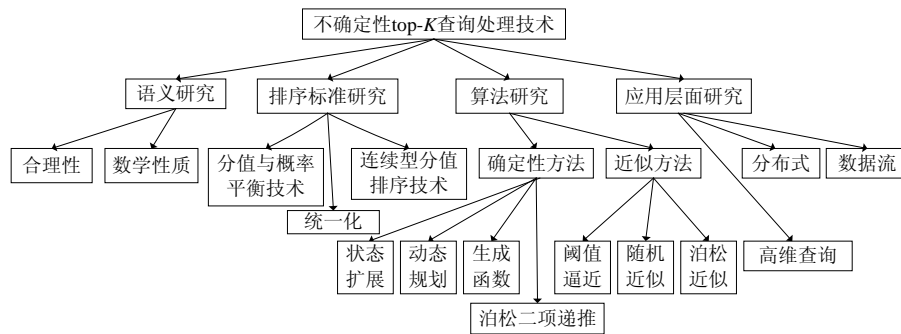 不确定性top-K查询处理技术
语义研究
排序标准研究
算法研究
应用层面研究
合理性
数学性质
分值与概率
平衡技术
连续型分值
排序技术
确定性方法
近似方法
分布式
数据流
统一化
状态
扩展
动态
规划
生成
函数
阈值
逼近
随机
近似
泊松
近似
高维查询
泊松二项递推